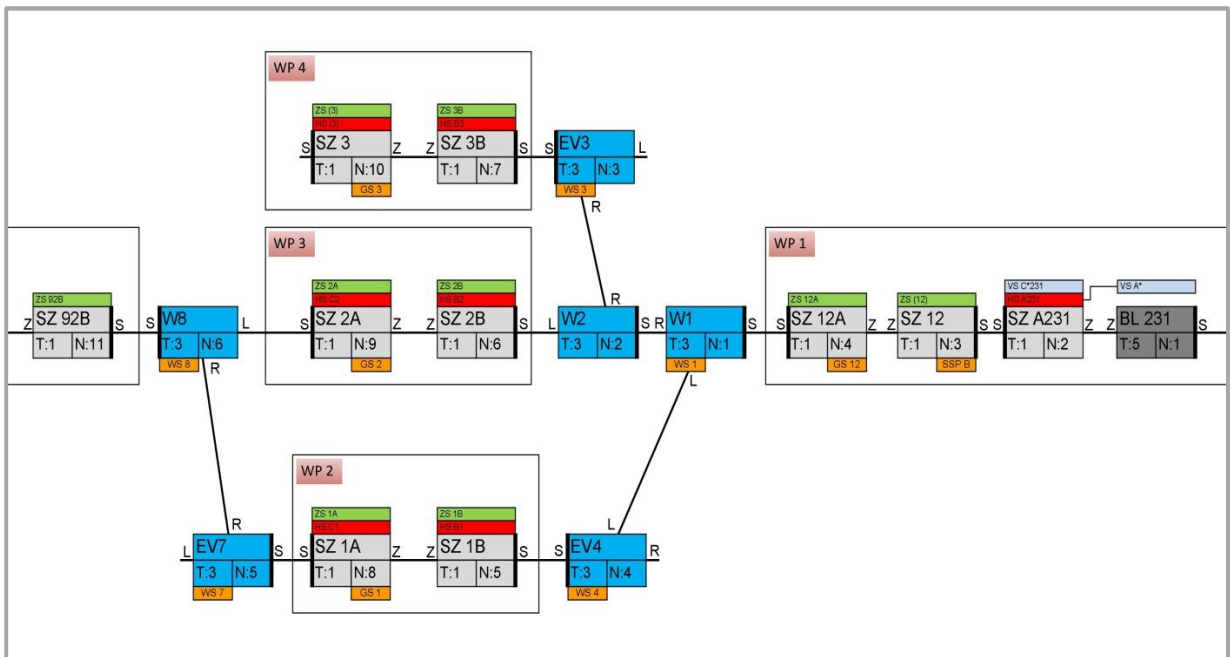 WP 4
ZS (3)
HS (3)
SZ 3
T:1 N:10
GS 3
S
Z
ZS 3B
HS B3
SZ 3B
T:1 N:7
Z
S
S
EV3
L
T:3 N:3
WS 3
R
ZS 92B
Z
SZ 92B
S
T:1 N:11
S
W8
L
T:3 N:6
WS 8
R
WP 3
ZS 2A
HS C2
S
SZ 2A
Z
T:1 N:9
GS 2
ZS 2B
HS B2
Z
SZ 2B
S
T:1 N:6
R
L
W2
S
T:3 N:2
R
W1
S
T:3 N:1
WS 1
L
WP 1
ZS 12A
S
SZ 12A
Z
T:1 N:4
GS 12
ZS (12)
Z
SZ 12
S
T:1 N:3
SSP B
VS C*231
HS A231
S
SZ A231
Z
T:1 N:2
VS A*
Z
BL 231
S
T:5 N:1
R
L
EV7
S
T:3 N:5
WS 7
WP 2
ZS 1A
HS C1
S
SZ 1A
Z
T:1 N:8
GS 1
ZS 1B
HS B1
Z
SZ 1B
S
T:1 N:5
L
S
EV4
R
T:3 N:4
WS 4